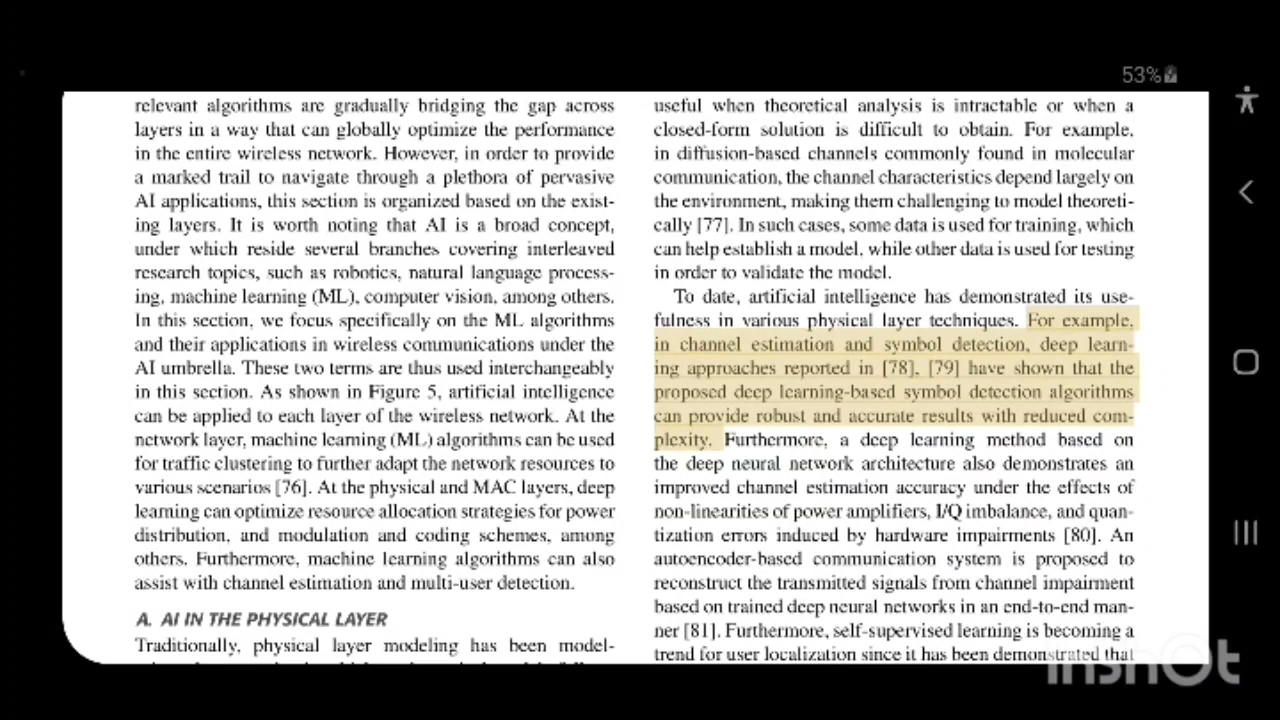 53%
relevant algorithms are gradually bridging the gap across
layers in a way that can globally optimize the performance
in the entire wireless network. However, in order to provide
a marked trail to navigate through a plethora of pervasive
AI applications, this section is organized based on the exist-
ing layers. It is worth noting that AI is a broad concept,
under which reside several branches covering interleaved
research topics, such as robotics, natural language process-
ing, machine learning (ML), computer vision, among others.
In this section, we focus specifically on the ML algorithms
and their applications in wireless communications under the
AI umbrella. These two terms are thus used interchangeably
in this section. As shown in Figure 5, artificial intelligence
can be applied to each layer of the wireless network. At the
network layer, machine learning (ML) algorithms can be used
for traffic clustering to further adapt the network resources to
various scenarios [76]. At the physical and MAC layers, deep
learning can optimize resource allocation strategies for power
distribution, and modulation and coding schemes, among
others. Furthermore, machine learning algorithms can also
assist with channel estimation and multi-user detection.
A. AI IN THE PHYSICAL LAYER
Traditionally, physical layer modeling has been model-
useful when theoretical analysis is intractable or when a
closed-form solution is difficult to obtain. For example,
in diffusion-based channels commonly found in molecular
communication, the channel characteristics depend largely on
the environment, making them challenging to model theoreti-
cally [77]. In such cases, some data is used for training, which
can help establish a model, while other data is used for testing
in order to validate the model.
To date, artificial intelligence has demonstrated its use-
fulness in various physical layer techniques. For example,
in channel estimation and symbol detection, deep learn-
ing approaches reported in [78], [79] have shown that the
proposed deep learning-based symbol detection algorithms
can provide robust and accurate results with reduced com-
plexity. Furthermore, a deep learning method based on
the deep neural network architecture also demonstrates an
improved channel estimation accuracy under the effects of
non-linearities of power amplifiers, I/Q imbalance, and quan-
tization errors induced by hardware impairments [80]. An
autoencoder-based communication system is proposed to
reconstruct the transmitted signals from channel impairment
based on trained deep neural networks in an end-to-end man-
ner [81]. Furthermore, self-supervised learning is becoming a
trend for user localization since it has been demonstrated that
InShOt